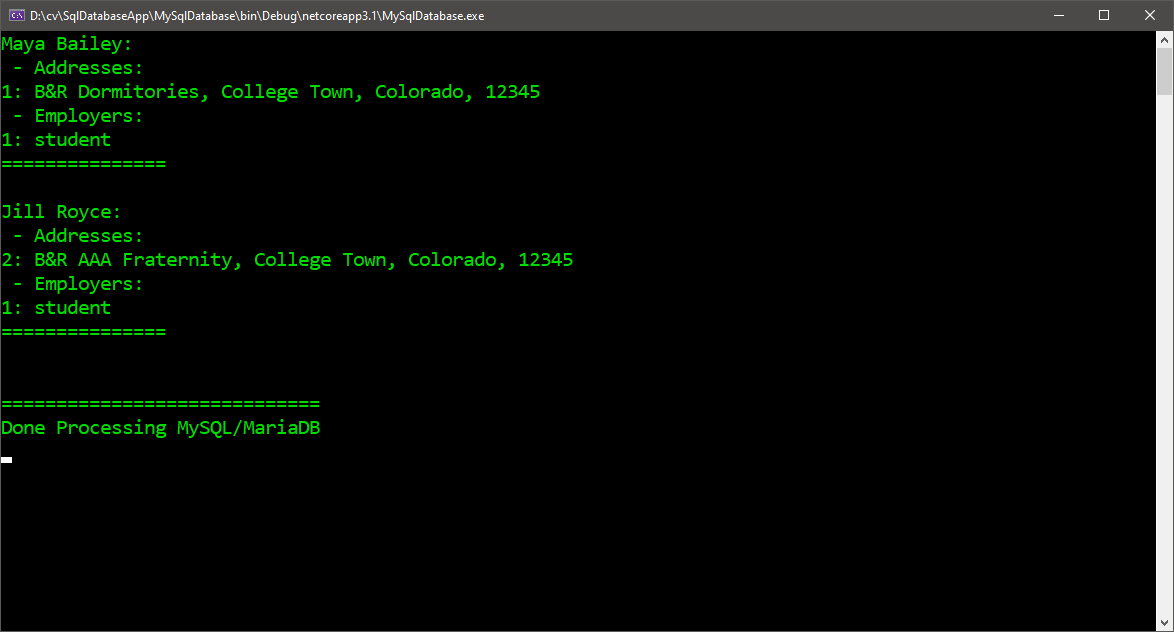 D:\cv\SqlDatabaseApp\MySqlDatabase\bin\Debug\netcoreapp3.1\MySqlDatabase.exe
Maya Bailey:
 - Addresses:
1: B&R Dormitories, College Town, Colorado, 12345
 - Employers:
1: student
===============
Jill Royce:
 - Addresses:
2: B&R AAA Fraternity, College Town, Colorado, 12345
 - Employers:
1: student
===============
=============================
Done Processing MySQL/MariaDB